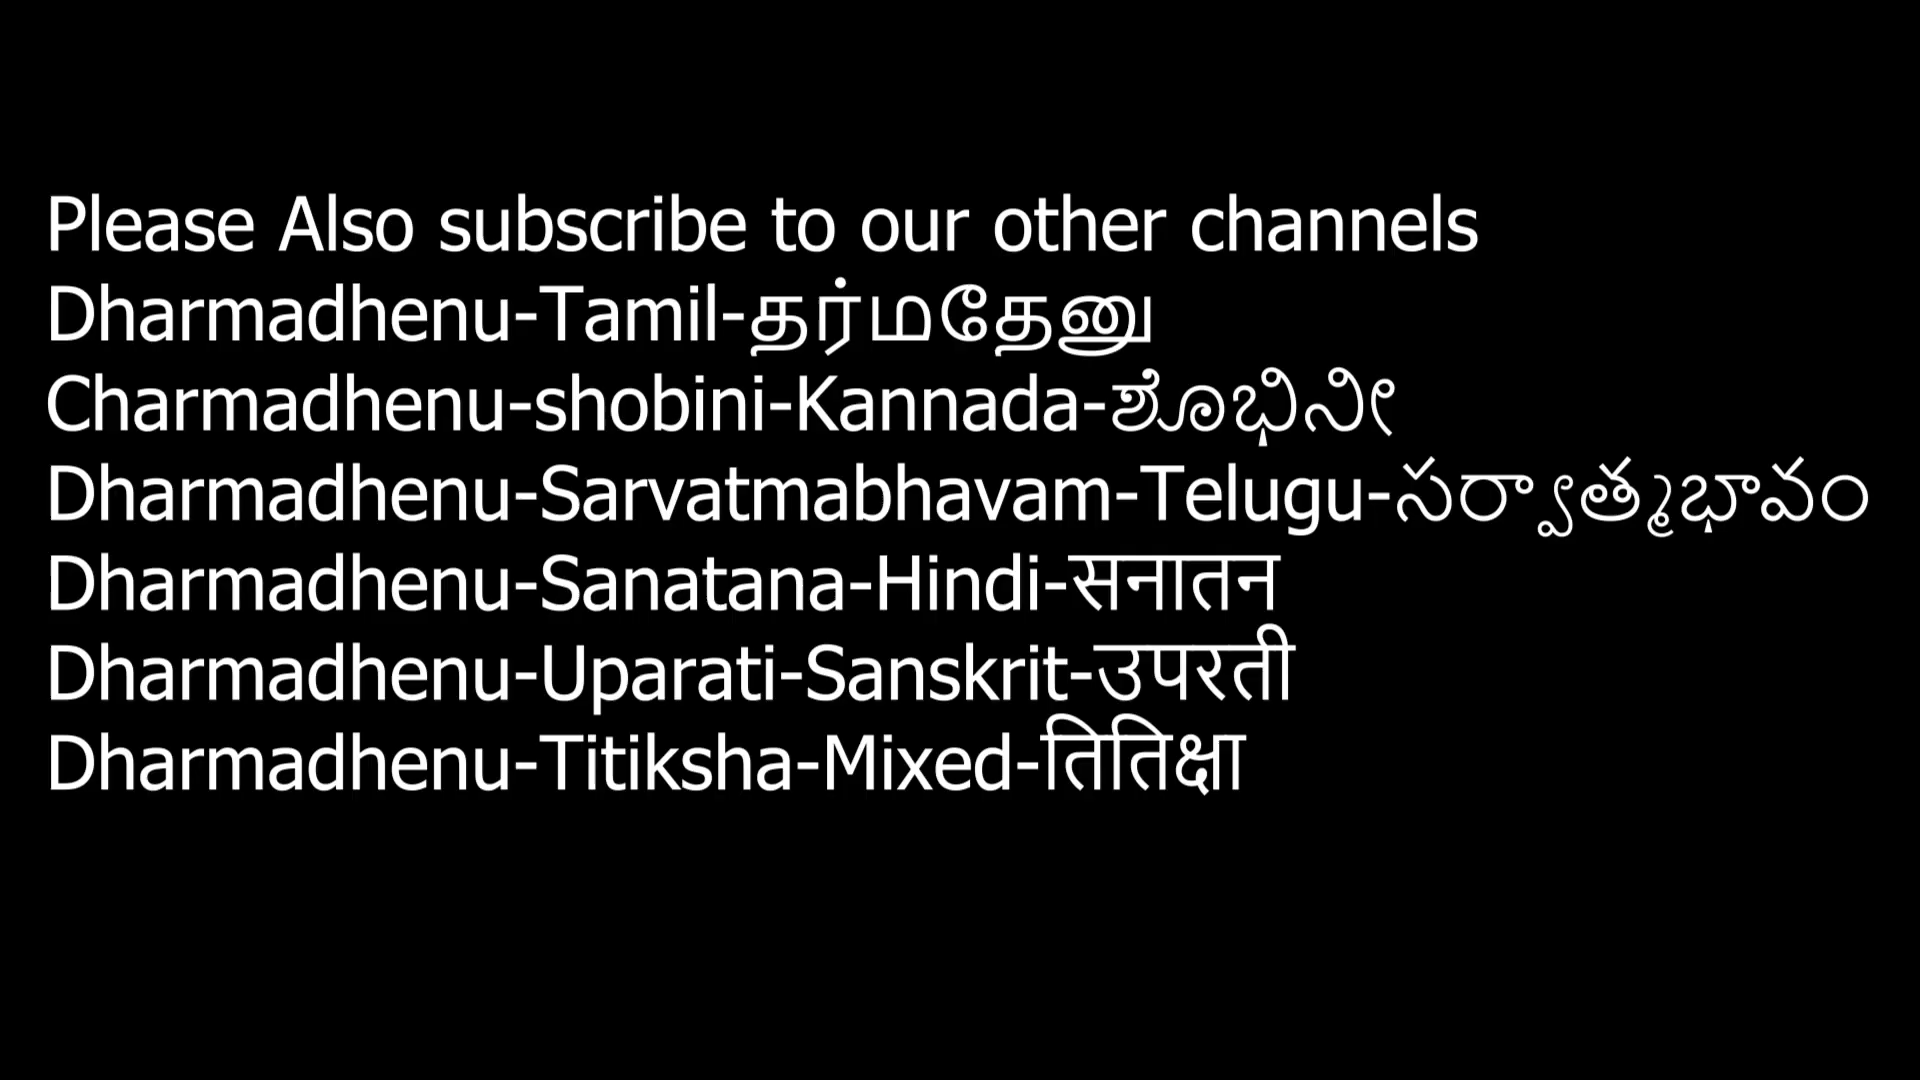 Please Also subscribe to our other channels
Dharmadhenu-Tamil-தர்மதேனு
Charmadhenu-shobini-Kannada-ಶೊಭಿನೀ
Dharmadhenu-Sarvatmabhavam-Telugu-సర్వాత్మభావం
Dharmadhenu-Sanatana-Hindi-सनातन
Dharmadhenu-Uparati-Sanskrit-उपरती
Dharmadhenu-Titiksha-Mixed-तितिक्षा